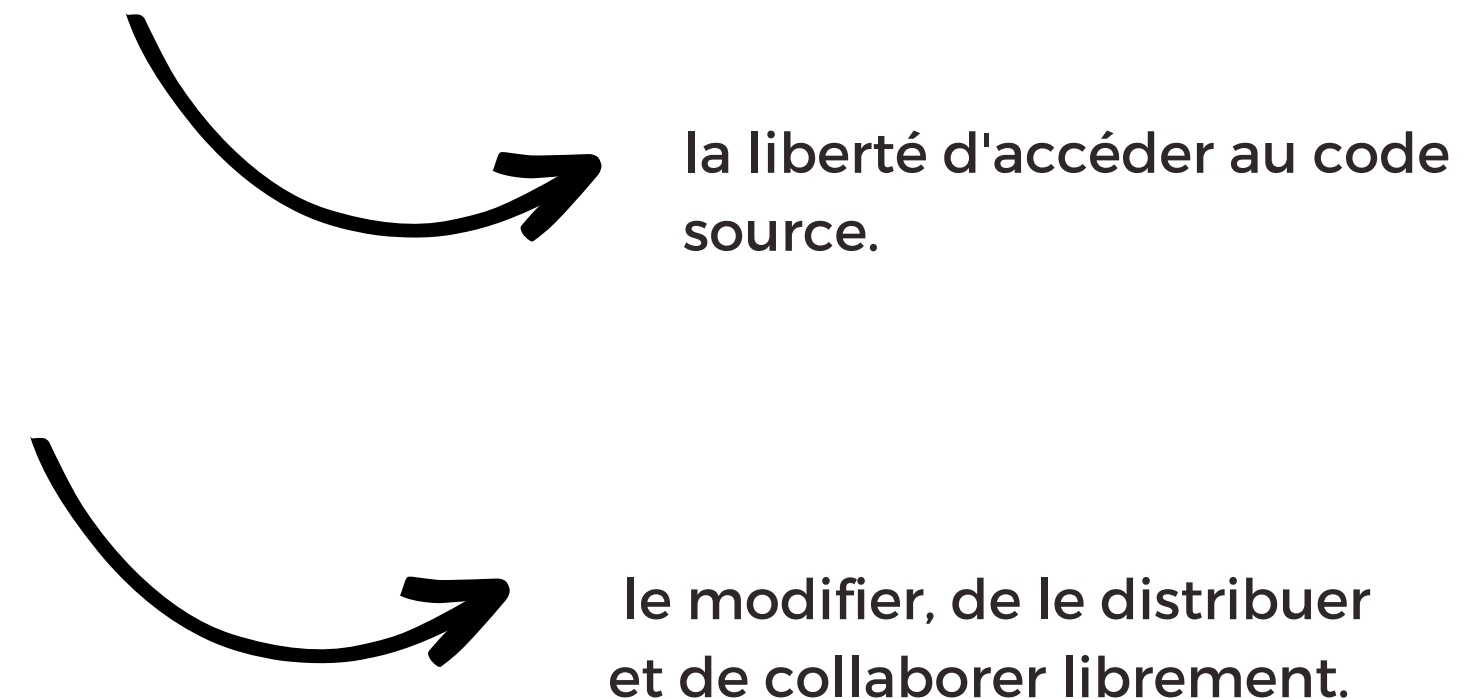 la liberté d'accéder au code
source.
le modifier, de le distribuer
et de collaborer librement.